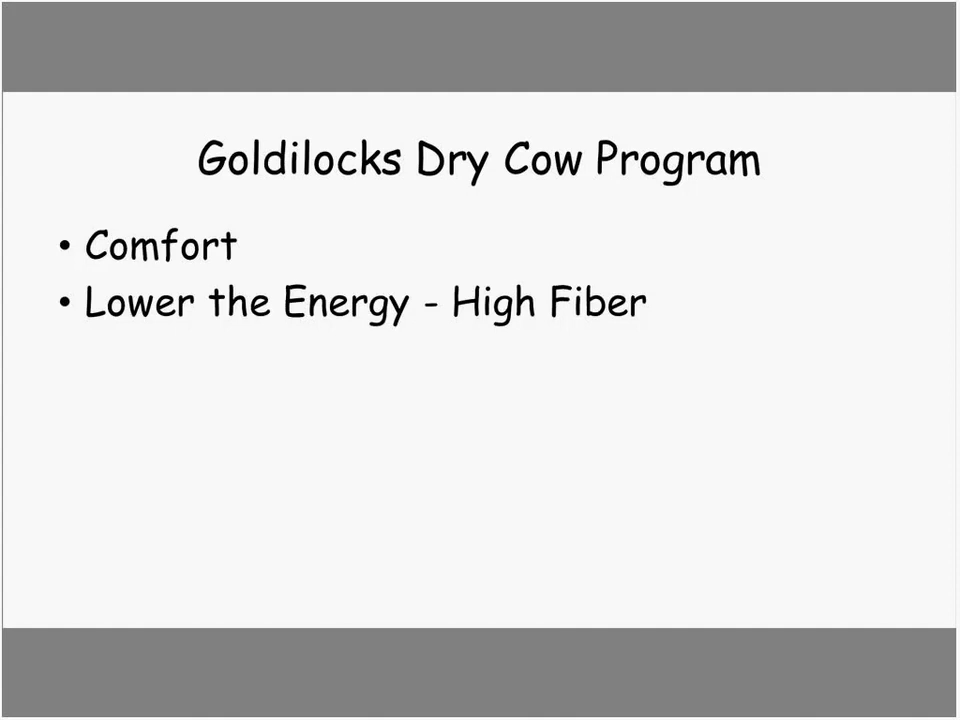 Goldilocks Dry Cow Program
• Comfort
• Lower the Energy - High Fiber